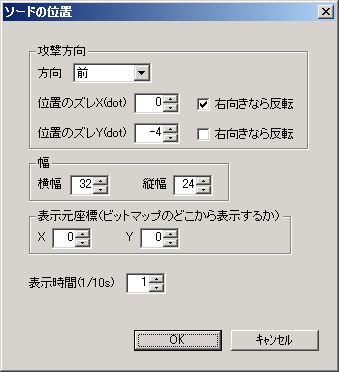 ソードの位置
攻撃方向
方向 前
位置のズレX(dot) 0 右向きなら反転
位置のズレY(dot) -4 右向きなら反転
幅
横幅 32 縦幅 24
表示元座標(ビットマップのどこから表示するか)
X 0 Y 0
表示時間(1/10s) 1
OK キャンセル